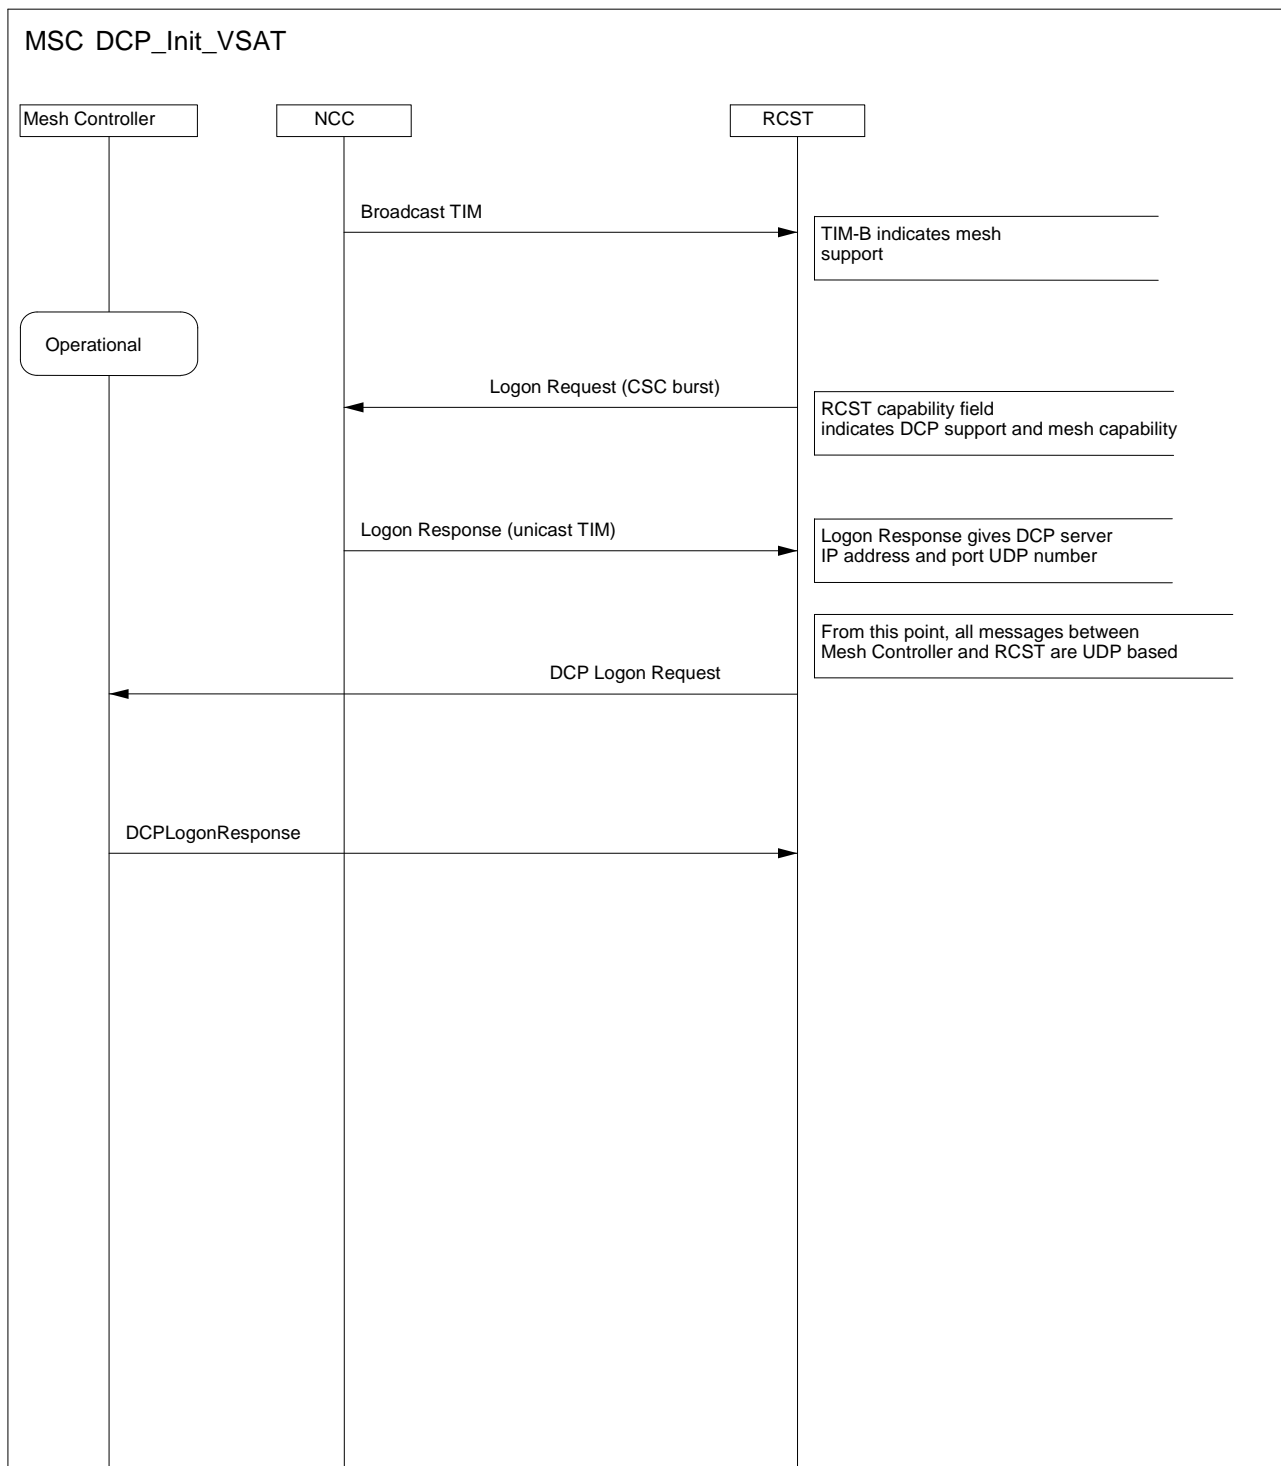 MSC DCP_Init_VSAT
Mesh Controller
NCC
RCST
Broadcast TIM
TIM-B indicates mesh
support
Operational
Logon Request (CSC burst)
RCST capability field
indicates DCP support and mesh capability
Logon Response (unicast TIM)
Logon Response gives DCP server
IP address and port UDP number
From this point, all messages between
Mesh Controller and RCST are UDP based
DCP Logon Request
DCPLogonResponse